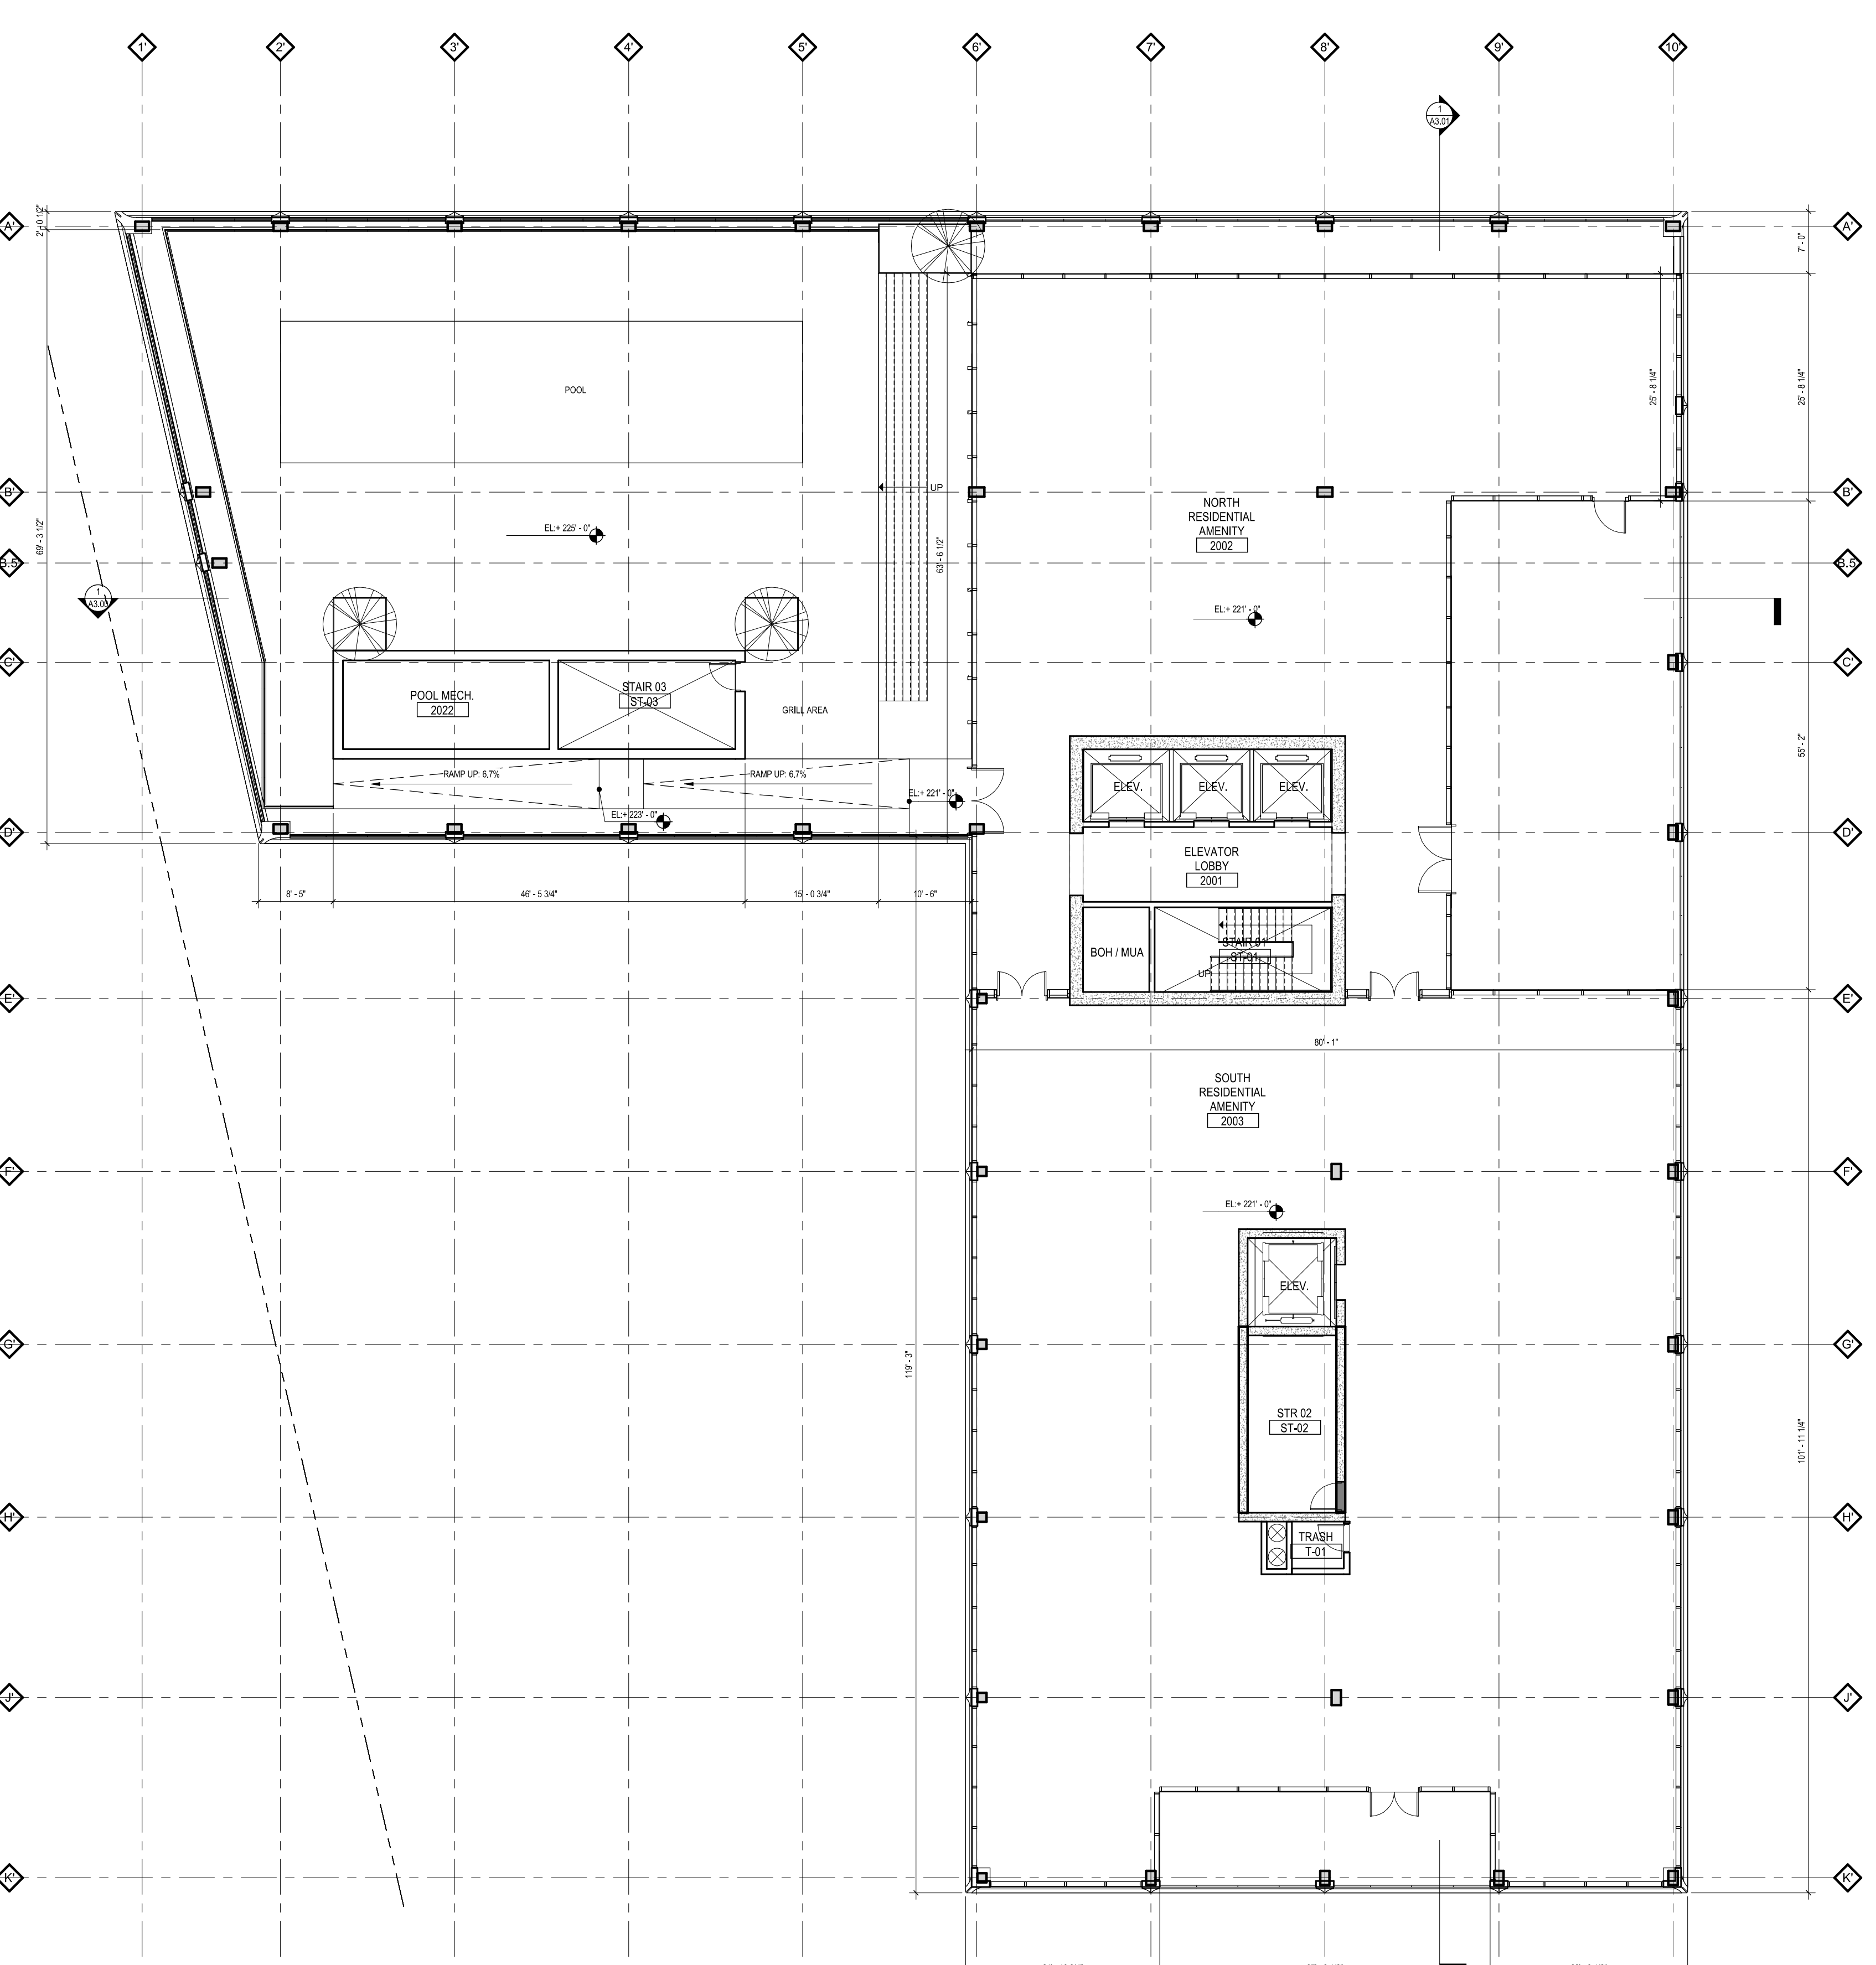 1'
2'
3'
4'
5'
6'
7'
8'
9'
10'
1
A3.01
A'
A'
2' - 0 1/2"
7' - 0"
25' - 8 1/4"
25' - 8 1/4"
POOL
B'
UP
B'
NORTH
RESIDENTIAL
AMENITY
2002
69' - 3 1/2"
EL:+ 225' - 0"
63' - 6 1/2"
B.5'
B.5'
1
EL:+ 221' - 0"
C'
C'
POOL MECH.
2022
STAIR 03
ST-03
GRILL AREA
55' - 2"
RAMP UP: 6,7%
RAMP UP: 6,7%
ELEV.
ELEV.
ELEV.
EL:+ 221' - 0"
EL:+ 223' - 0"
D'
D'
ELEVATOR
LOBBY
2001
8' - 5"
46' - 5 3/4"
15' - 0 3/4"
10' - 6"
BOH / MUA
STAIR 01
ST-01
UP
E'
E'
80' - 1"
SOUTH
RESIDENTIAL
AMENITY
2003
F'
F'
EL:+ 221' - 0"
ELEV.
G'
G'
119' - 3"
STR 02
ST-02
101' - 11 1/4"
H'
H'
TRASH
T-01
J'
J'
K'
K'